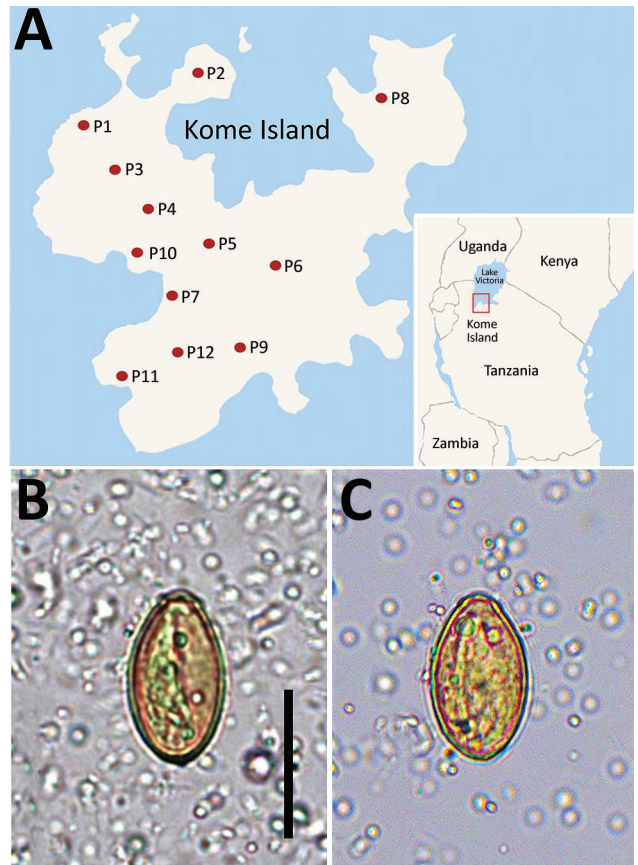 A
P2
P8
Kome Island
P1
P3
P4
P5
P10
P6
P7
P12
P9
P11
Uganda
Kenya
Lake
Victoria
Kome
Island
Tanzania
Zambia
B
C